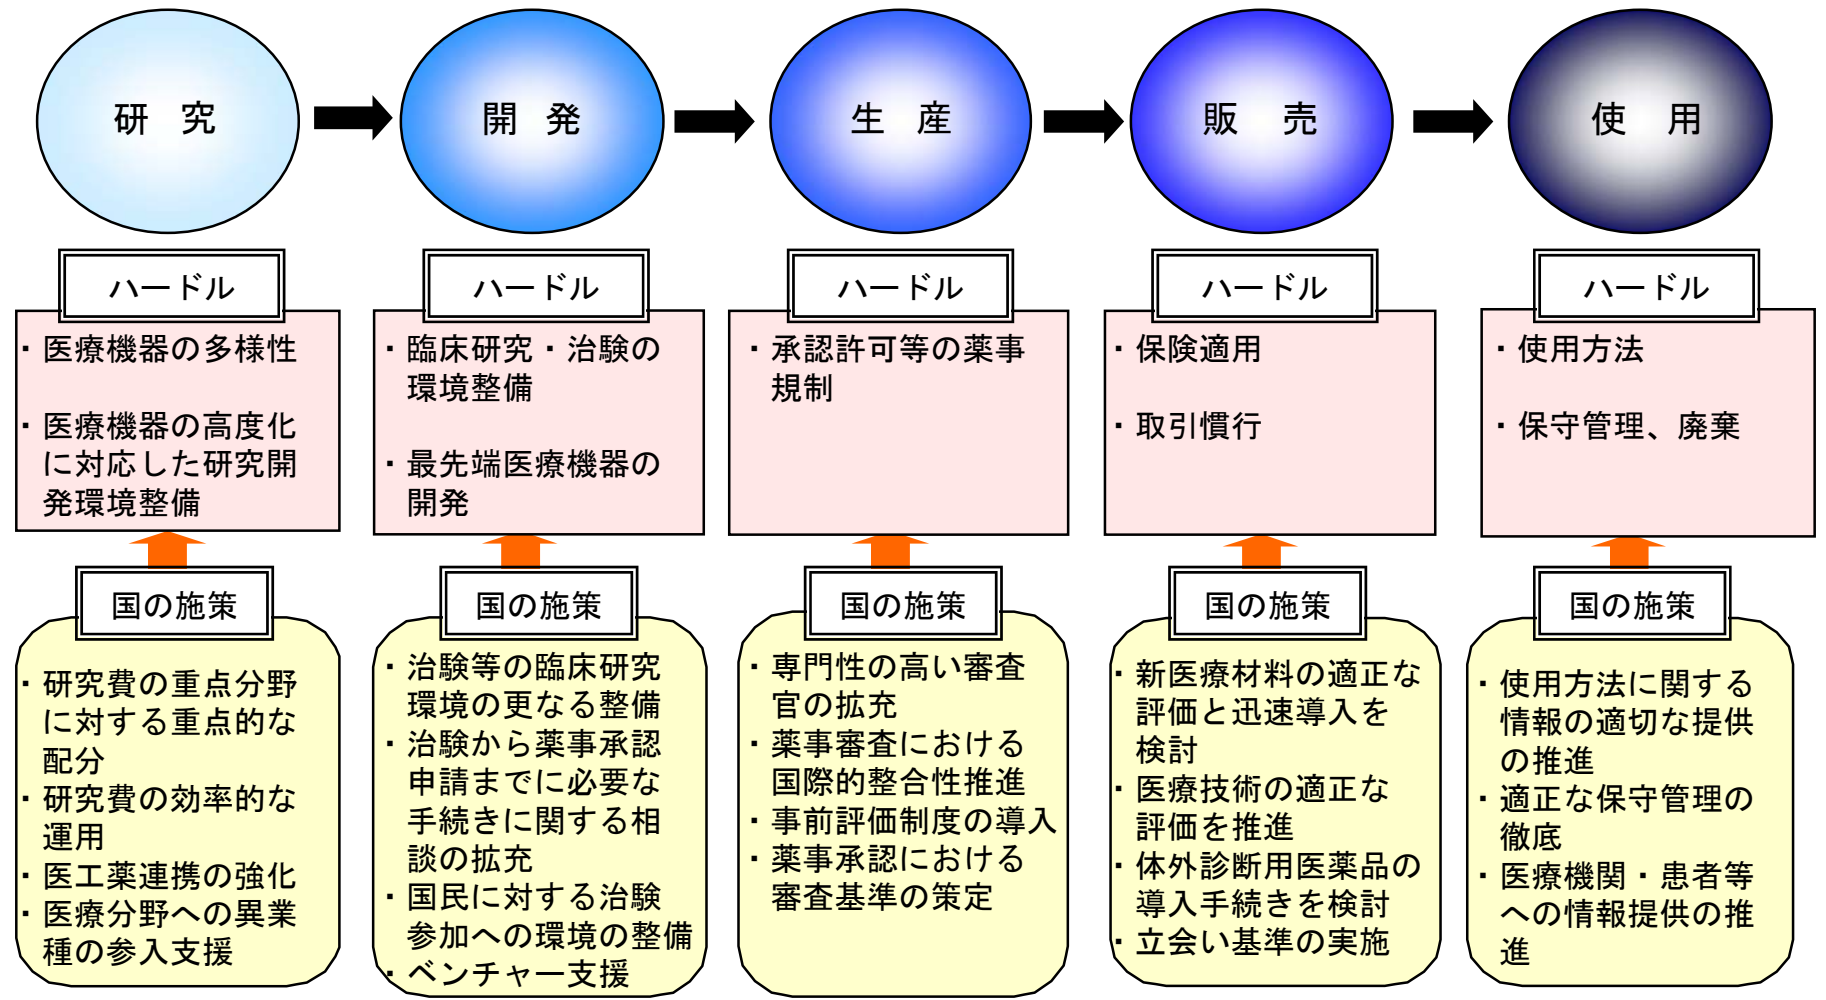 研 究
開 発
生 産
販 売
使 用
ハードル
・医療機器の多様性
・医療機器の高度化
に対応した研究開
発環境整備
国の施策
・研究費の重点分野
に対する重点的な
配分
・研究費の効率的な
運用
・医工薬連携の強化
・医療分野への異業
種の参入支援
ハードル
・臨床研究・治験の
環境整備
・最先端医療機器の
開発
国の施策
・治験等の臨床研究
環境の更なる整備
・治験から薬事承認
申請までに必要な
手続きに関する相
談の拡充
・国民に対する治験
参加への環境の整備
・ベンチャー支援
ハードル
・承認許可等の薬事
規制
国の施策
・専門性の高い審査
官の拡充
・薬事審査における
国際的整合性推進
・事前評価制度の導入
・薬事承認における
審査基準の策定
ハードル
・保険適用
・取引慣行
国の施策
・新医療材料の適正な
評価と迅速導入を
検討
・医療技術の適正な
評価を推進
・体外診断用医薬品の
導入手続きを検討
・立会い基準の実施
ハードル
・使用方法
・保守管理、廃棄
国の施策
・使用方法に関する
情報の適切な提供
の推進
・適正な保守管理の
徹底
・医療機関・患者等
への情報提供の推
進